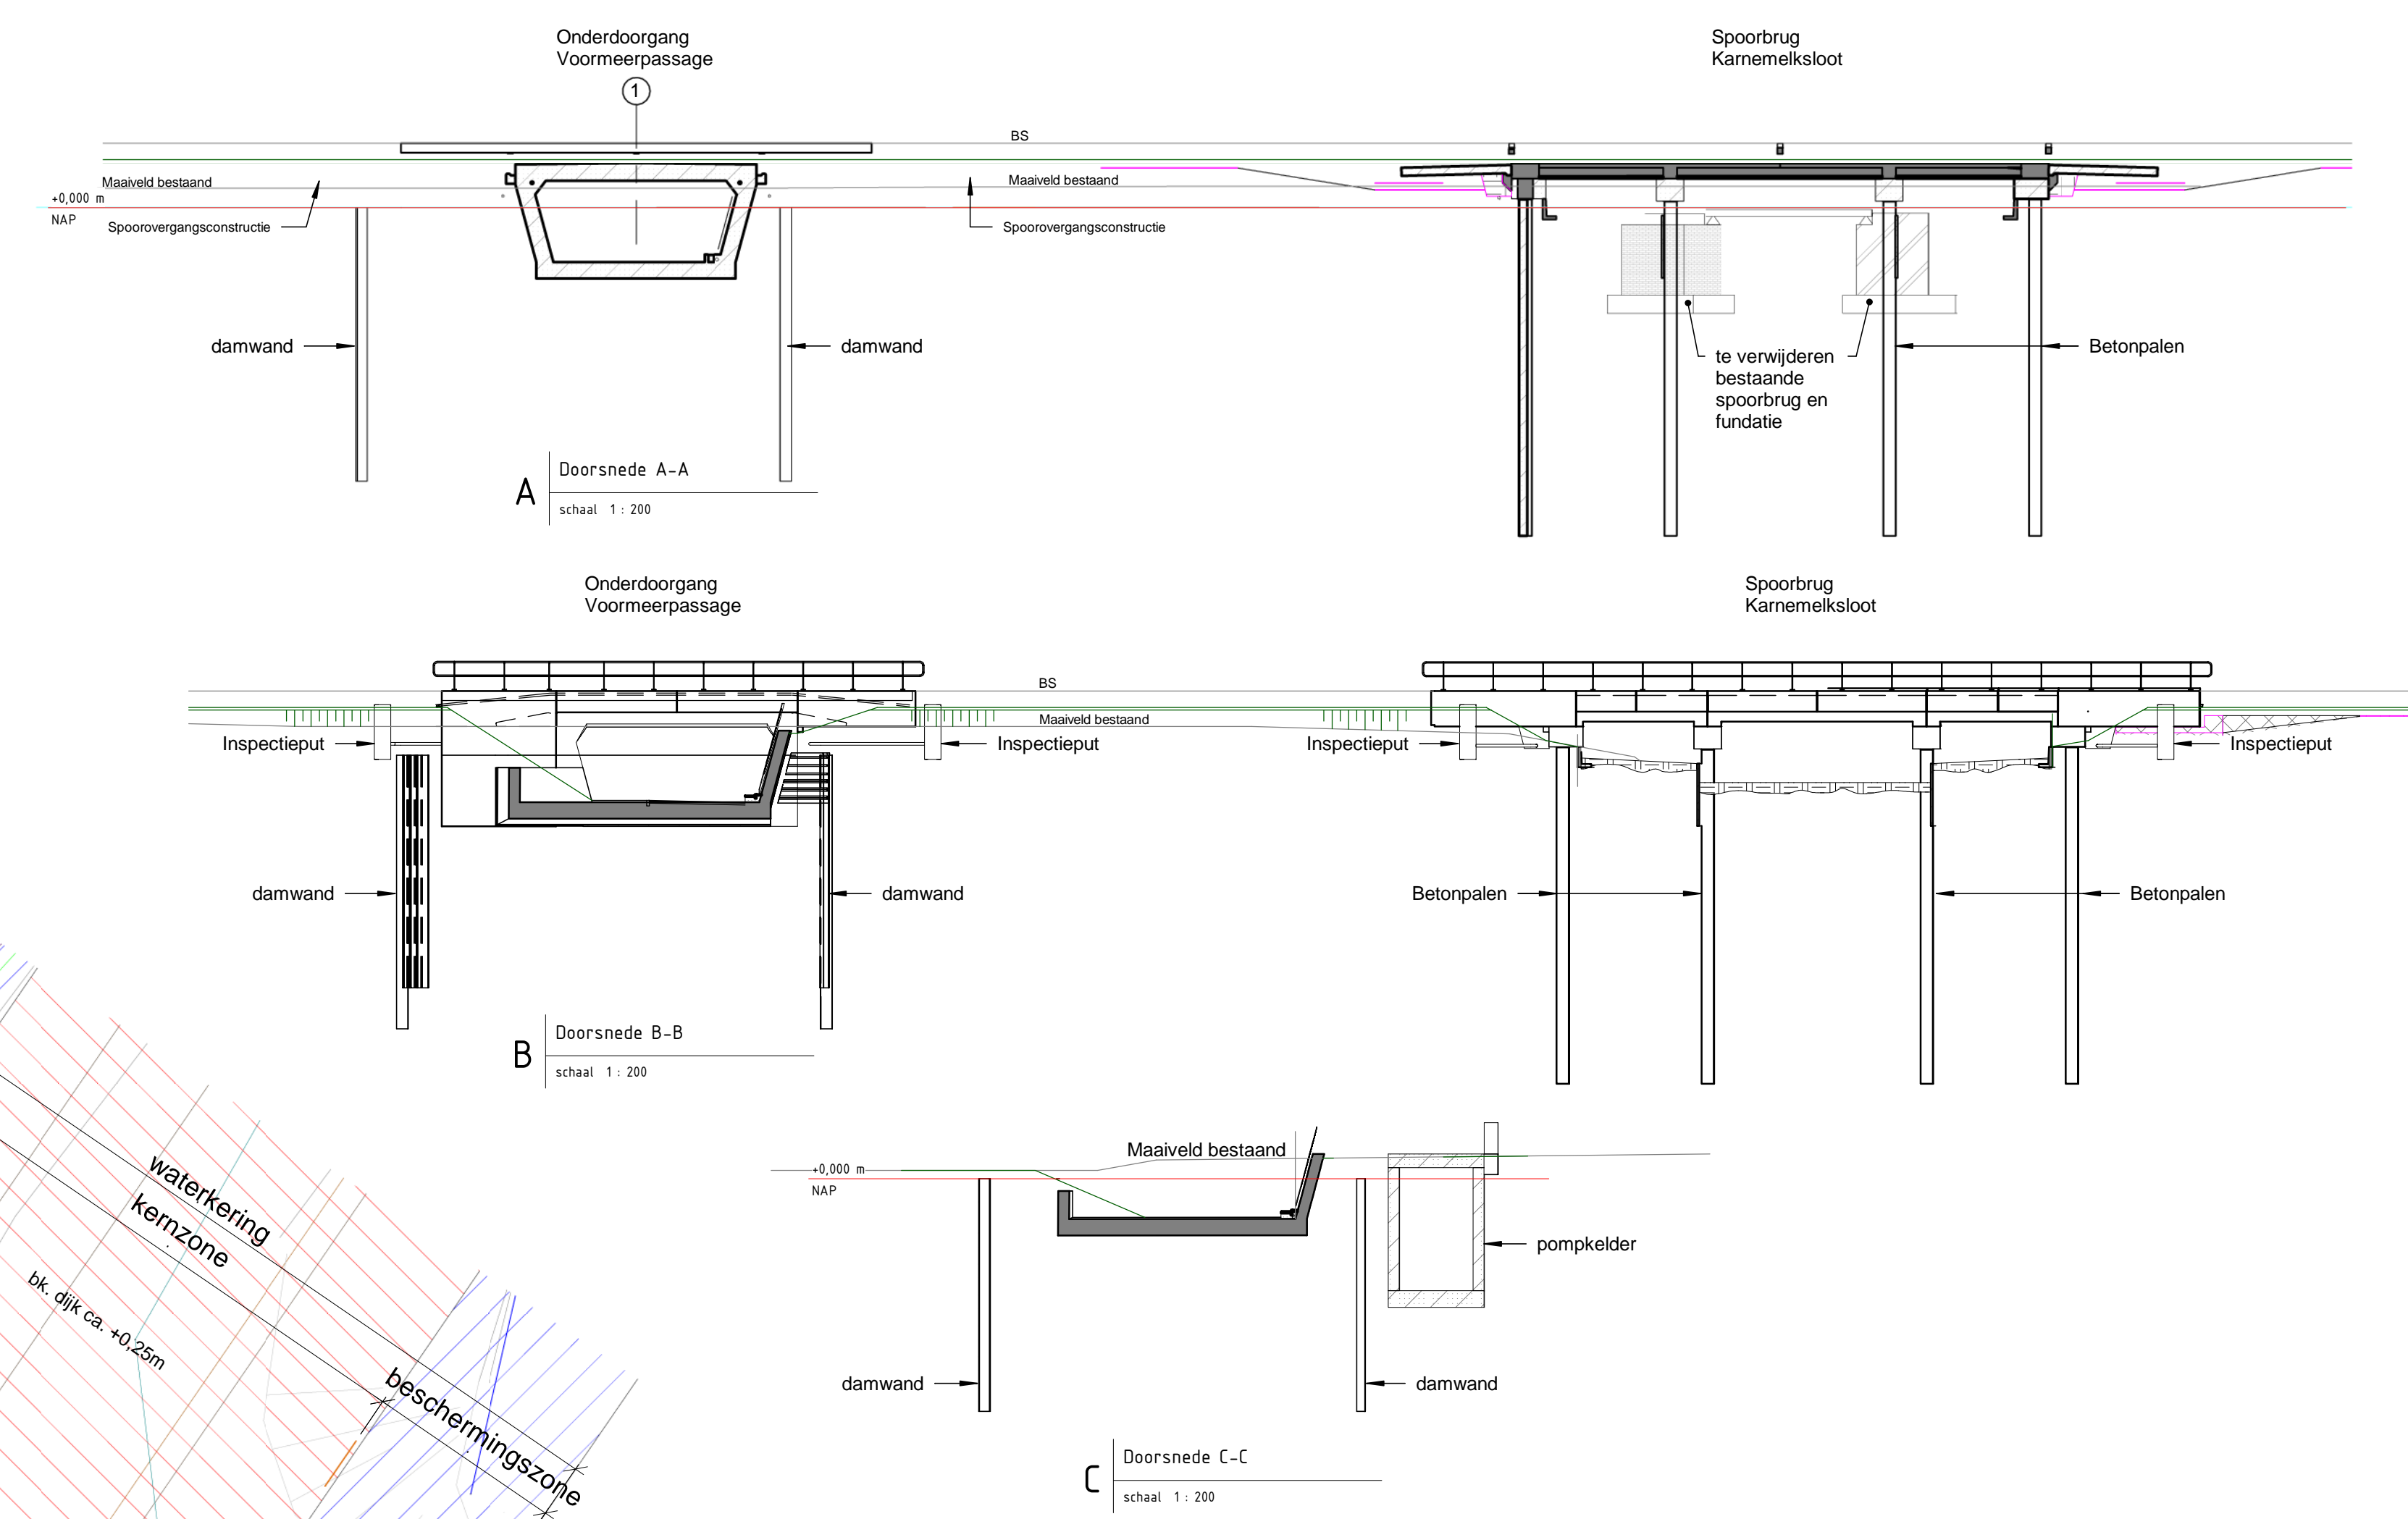 Onderdoorgang
Voormeerpassage
1
Spoorbrug
Karnemelksloot
BS
Maaiveld bestaand
Maaiveld bestaand
+0,000 m
NAP
Spoorovergangsconstructie
Spoorovergangsconstructie
damwand
damwand
te verwijderen
bestaande
spoorbrug en
fundatie
Betonpalen
A
Doorsnede A-A
schaal 1 : 200
Onderdoorgang
Voormeerpassage
Spoorbrug
Karnemelksloot
BS
Maaiveld bestaand
Inspectieput
Inspectieput
Inspectieput
Inspectieput
damwand
damwand
Betonpalen
Betonpalen
B
Doorsnede B-B
schaal 1 : 200
Maaiveld bestaand
+0,000 m
NAP
pompkelder
damwand
damwand
C
Doorsnede C-C
schaal 1 : 200
waterkering
kernzone
bk. dijk ca. +0,25m
beschermingszone